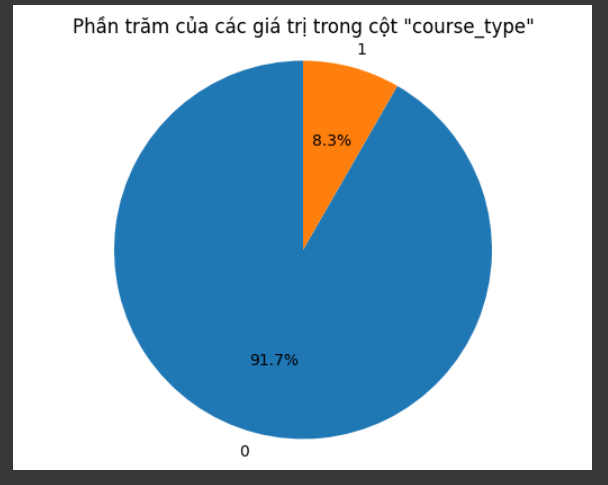 Phần trăm của các giá trị trong cột "course_type"
1
8.3%
91.7%
0